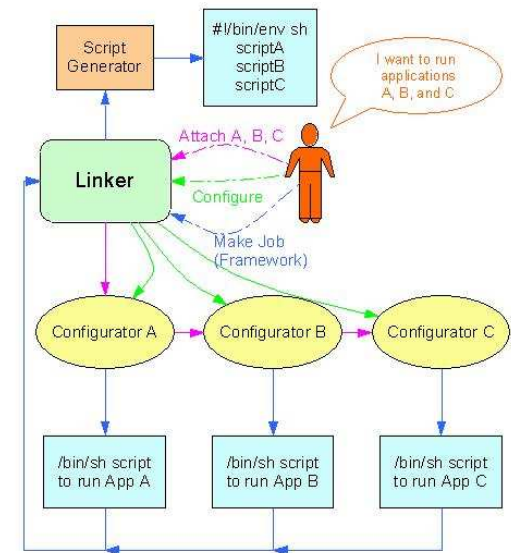 Script
Generator
#!/bin/env sh
scriptA
scriptB
scriptC
I want to run
applications
A, B, and C
Attach A, B, C
Linker
Configure
Make Job
(Framework)
Configurator A
Configurator B
Configurator C
/bin/sh script
to run App A
/bin/sh script
to run App B
/bin/sh script
to run App C